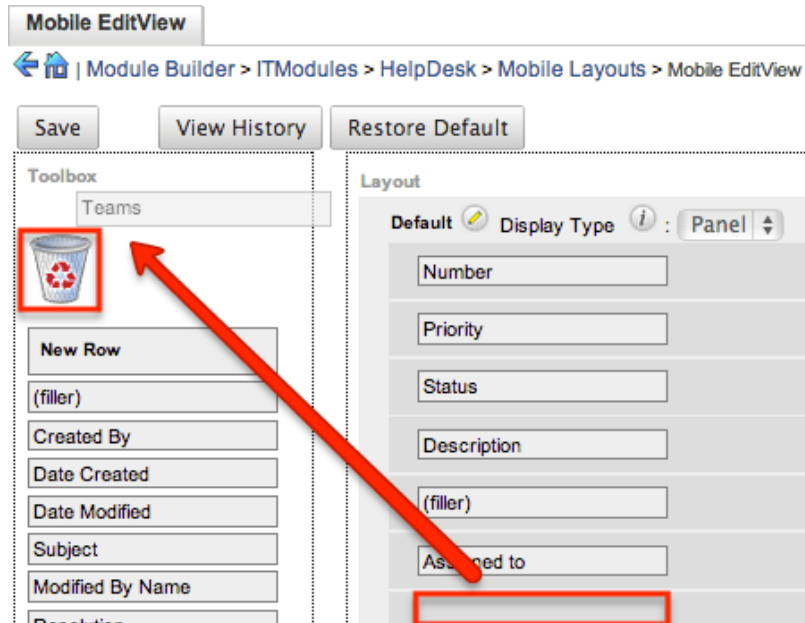 Mobile EditView
| Module Builder > ITModules > HelpDesk > Mobile Layouts > Mobile EditView
Save View History Restore Default
Toolbox
Teams
New Row
(filler)
Created By
Date Created
Date Modified
Subject
Modified By Name
Resolution
Layout
Default Display Type i : Panel
Number
Priority
Status
Description
(filler)
Assigned to